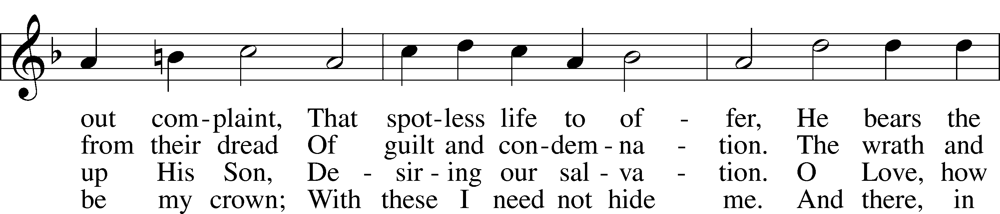 out com-plaint, That spot-less life to of - fer, He bears the
from their dread Of guilt and con-dem - na - tion. The wrath and
up His Son, De - sir - ing our sal - va - tion. O Love, how
be my crown; With these I need not hide me. And there, in